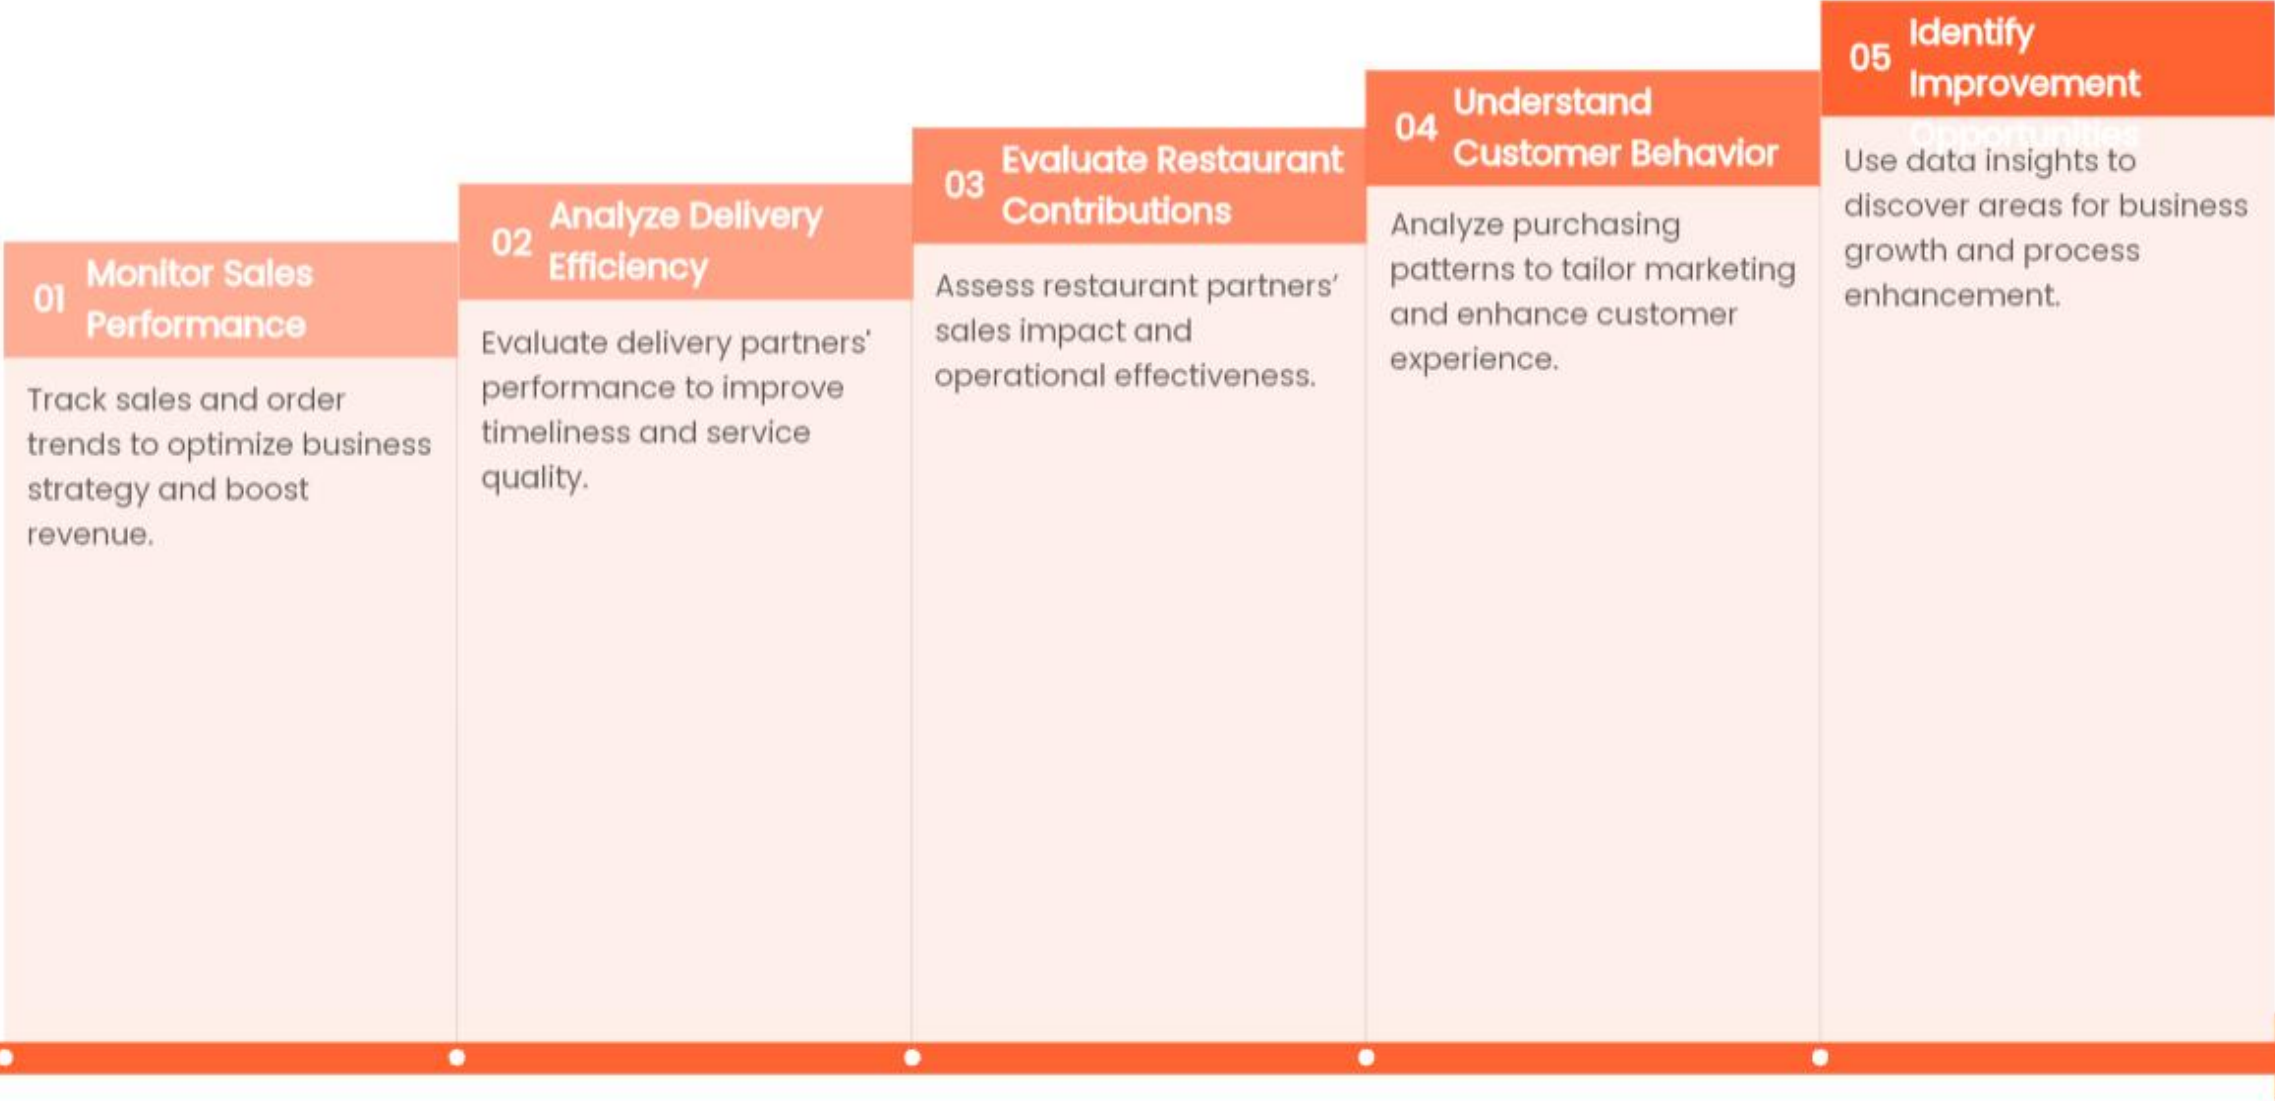 01
Monitor Sales
Performance
Track sales and order
trends to optimize business
strategy and boost
revenue.
02
Analyze Delivery
Efficiency
Evaluate delivery partners'
performance to improve
timeliness and service
quality.
03
Evaluate Restaurant
Contributions
Assess restaurant partners’
sales impact and
operational effectiveness.
04
Understand
Customer Behavior
Analyze purchasing
patterns to tailor marketing
and enhance customer
experience.
05
Identify
Improvement
Opportunities
Use data insights to
discover areas for business
growth and process
enhancement.